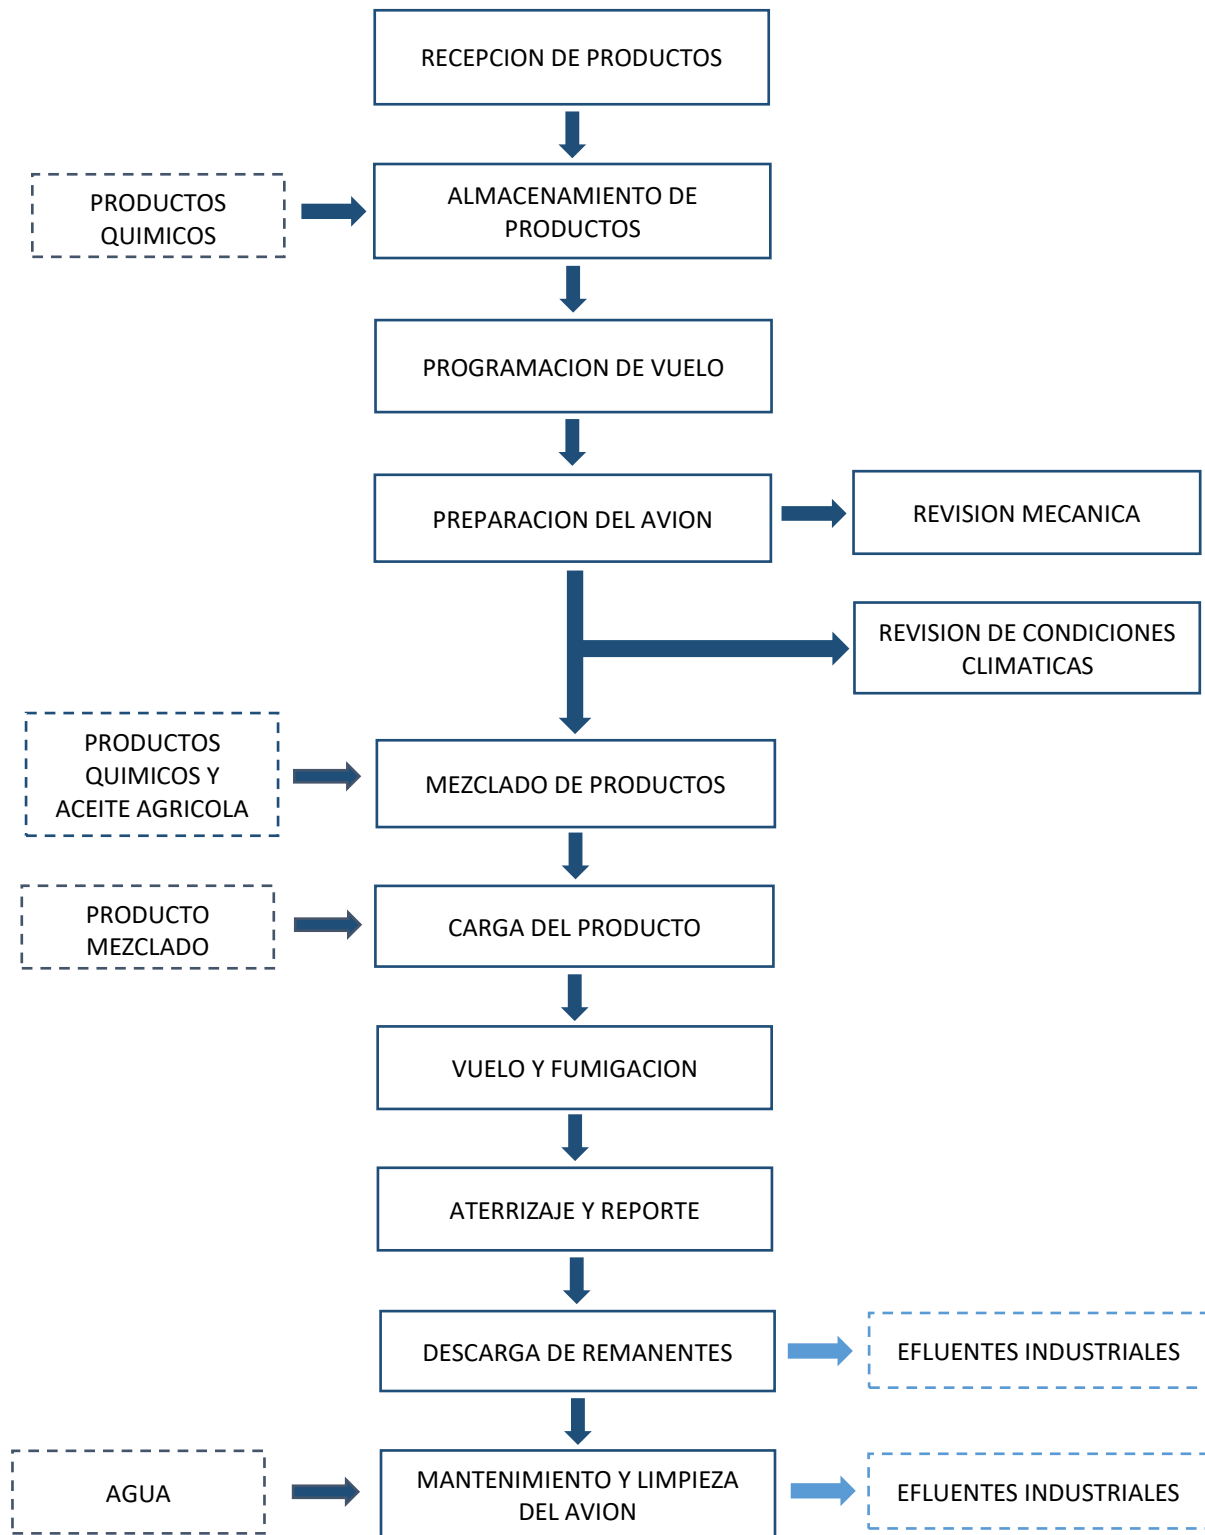 RECEPCION DE PRODUCTOS
PRODUCTOS
QUIMICOS
ALMACENAMIENTO DE
PRODUCTOS
PROGRAMACION DE VUELO
PREPARACION DEL AVION
REVISION MECANICA
REVISION DE CONDICIONES
CLIMATICAS
PRODUCTOS
QUIMICOS Y
ACEITE AGRICOLA
MEZCLADO DE PRODUCTOS
PRODUCTO
MEZCLADO
CARGA DEL PRODUCTO
VUELO Y FUMIGACION
ATERRIZAJE Y REPORTE
DESCARGA DE REMANENTES
EFLUENTES INDUSTRIALES
AGUA
MANTENIMIENTO Y LIMPIEZA
DEL AVION
EFLUENTES INDUSTRIALES